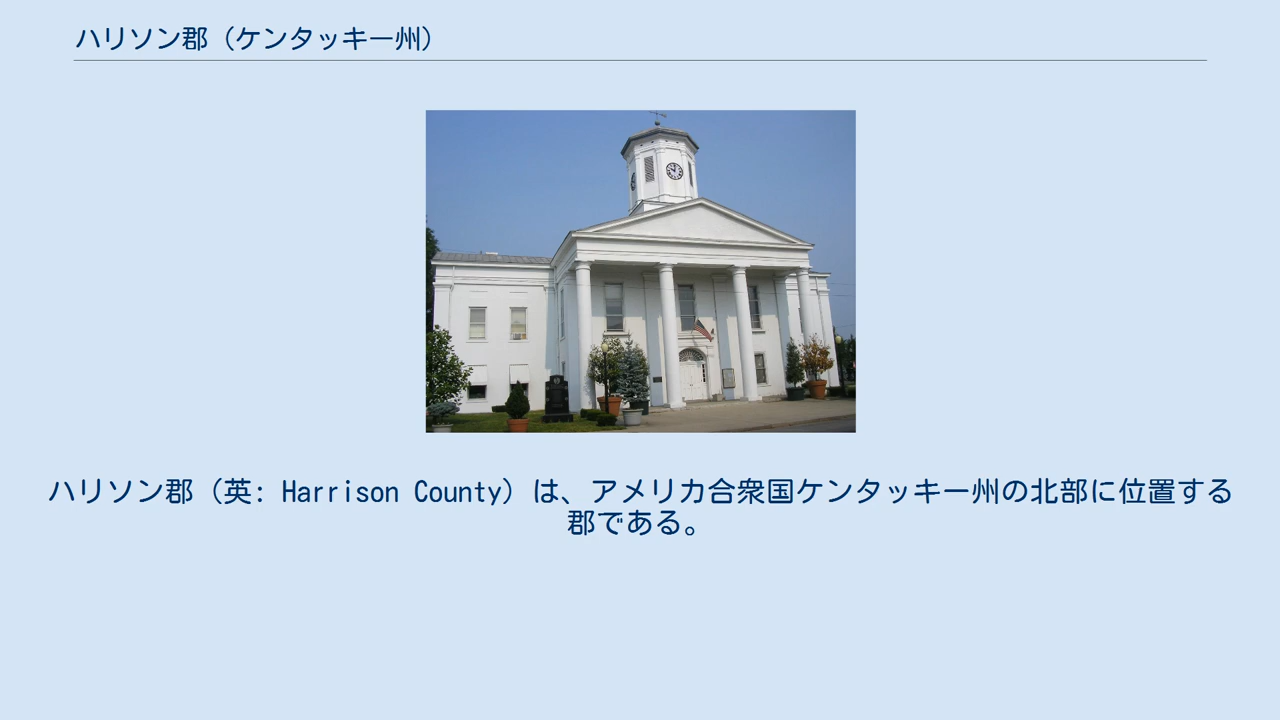 ハリソン郡（ケンタッキー州）
ハリソン郡（英: Harrison County）は、アメリカ合衆国ケンタッキー州の北部に位置する
郡である。